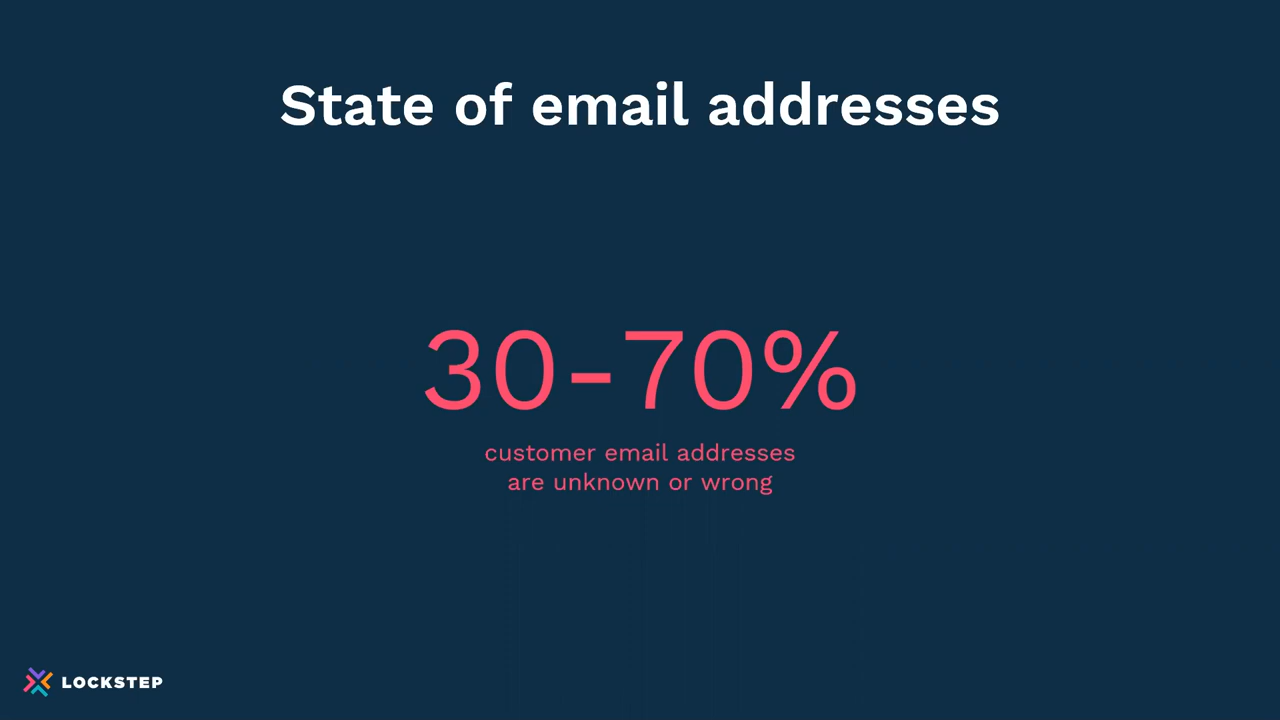 State of email addresses
30-70%
customer email addresses
are unknown or wrong
LOCKSTEP